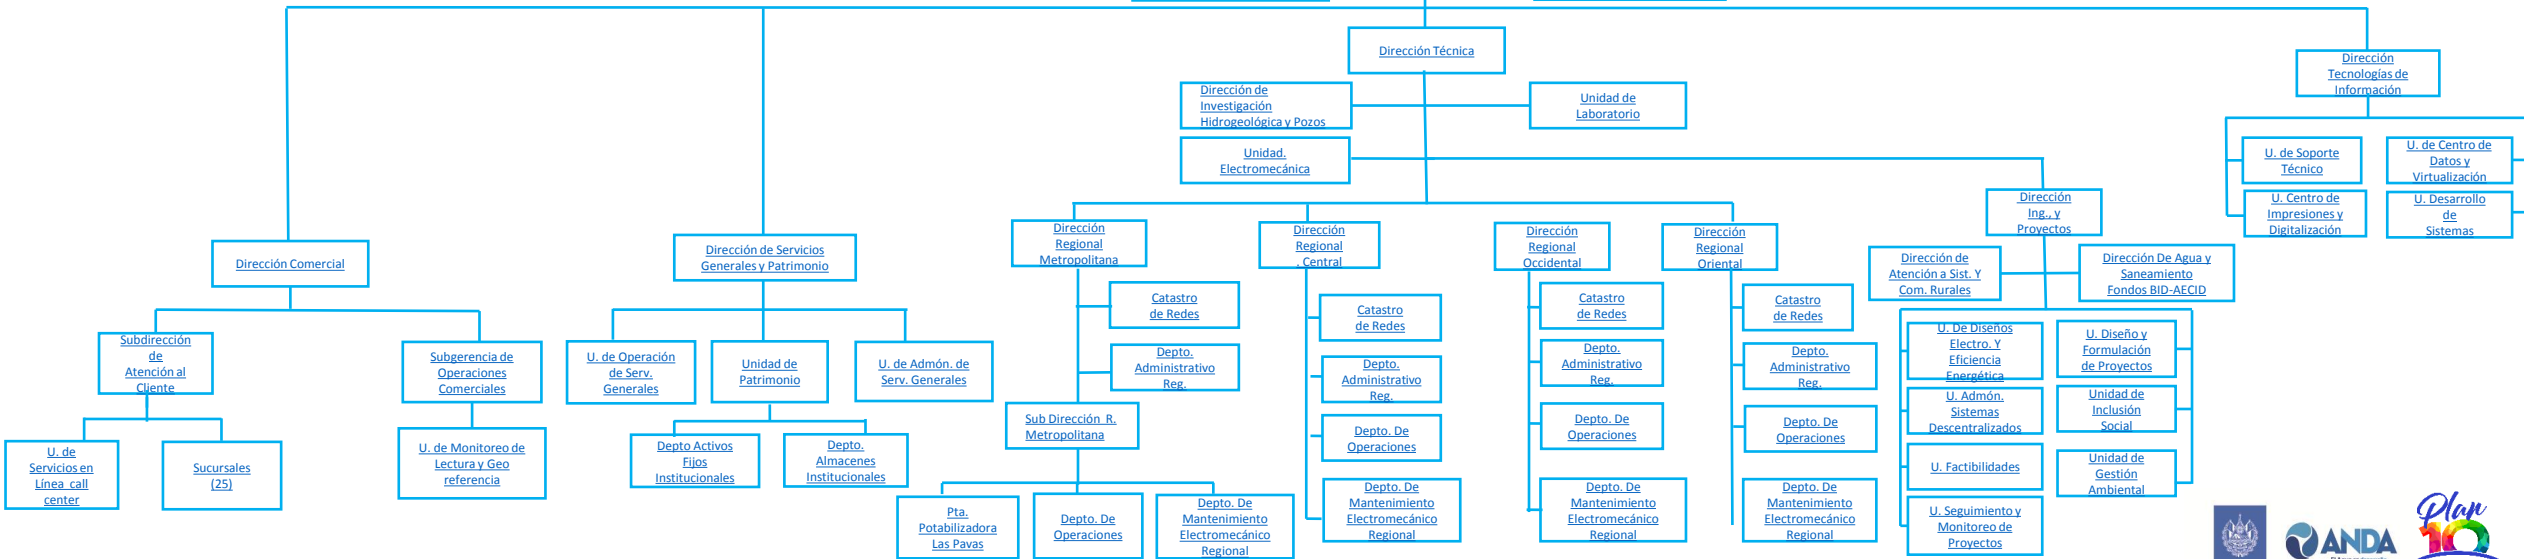 Dirección Técnica
Dirección
Tecnologías de
Información
Dirección de
Investigación
Hidrogeológica y Pozos
Unidad de
Laboratorio
Unidad.
Electromecánica
U. de Soporte
Técnico
U. de Centro de
Datos y
Virtualización
U. Centro de
Impresiones y
Digitalización
U. Desarrollo
de
Sistemas
Dirección
Ing., y
Proyectos
Dirección Comercial
Dirección de Servicios
Generales y Patrimonio
Dirección
Regional
Metropolitana
Dirección
Regional
. Central
Dirección
Regional
Occidental
Dirección
Regional
Oriental
Dirección de
Atención a Sist. Y
Com. Rurales
Dirección De Agua y
Saneamiento
Fondos BID-AECID
Subdirección
de
Atención al
Cliente
Subgerencia de
Operaciones
Comerciales
U. de Operación
de Serv.
Generales
Unidad de
Patrimonio
U. de Admón. de
Serv. Generales
Catastro
de Redes
Depto.
Administrativo
Reg.
Catastro
de Redes
Depto.
Administrativo
Reg.
Catastro
de Redes
Depto.
Administrativo
Reg.
Catastro
de Redes
Depto.
Administrativo
Reg.
U. De Diseños
Electro. Y
Eficiencia
Energética
U. Diseño y
Formulación
de Proyectos
U. Admón.
Sistemas
Descentralizados
Unidad de
Inclusión
Social
U. de
Servicios en
Línea call
center
Sucursales
(25)
U. de Monitoreo de
Lectura y Geo
referencia
Depto Activos
Fijos
Institucionales
Depto.
Almacenes
Institucionales
Sub Dirección R.
Metropolitana
Depto. De
Operaciones
Depto. De
Operaciones
Depto. De
Operaciones
U. Factibilidades
Unidad de
Gestión
Ambiental
Pta.
Potabilizadora
Las Pavas
Depto. De
Operaciones
Depto. De
Mantenimiento
Electromecánico
Regional
Depto. De
Mantenimiento
Electromecánico
Regional
Depto. De
Mantenimiento
Electromecánico
Regional
Depto. De
Mantenimiento
Electromecánico
Regional
U. Seguimiento y
Monitoreo de
Proyectos
ANDA
Plan
10